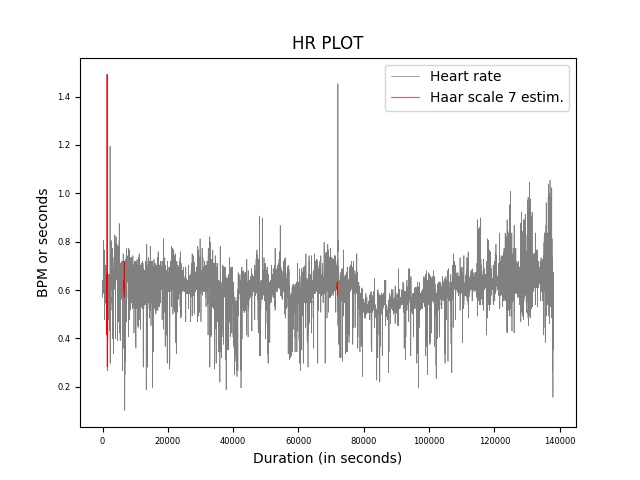 HR PLOT
Heart rate
Haar scale 7 estim.
BPM or seconds
1.4
1.2
1.0
0.8
0.6
0.4
0.2
0 20000 40000 60000 80000 100000 120000 140000
Duration (in seconds)